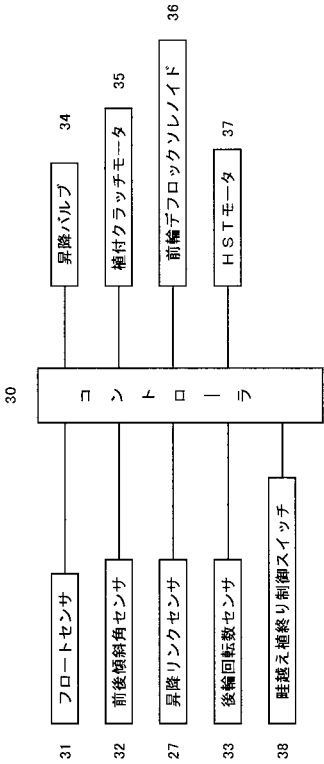 30
コントローラ
31 フロートセンサ
32 前後傾斜角センサ
27 昇降リンクセンサ
33 後輪回転数センサ
38 畦越え植終り制御スイッチ
昇降バルブ 34
植付クラッチモータ 35
前輪デフロックソレノイド 36
HSTモータ 37